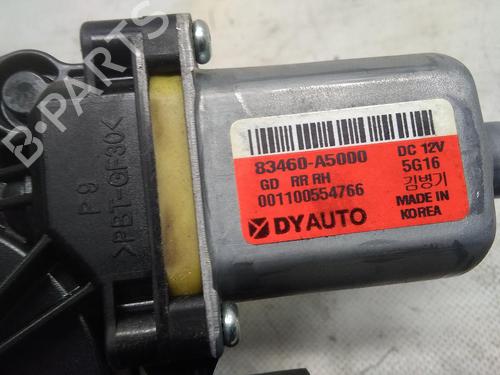 B-PARTS
P9
>PBT-GF30<
83460-A5000
DC 12V
GD RR RH
5G16
001100554766
김병기
MADE IN
KOREA
DYAUTO